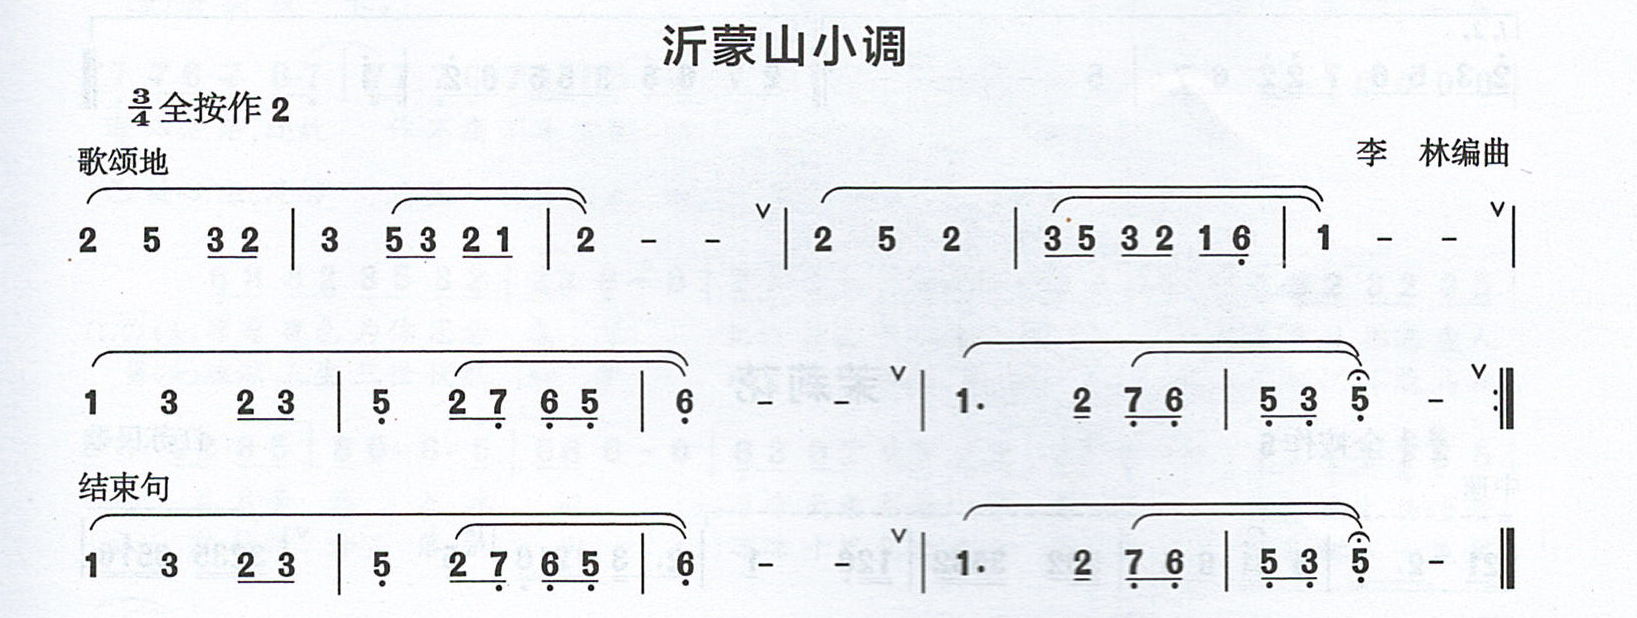 沂蒙山小调
3/4 全按作 2
歌颂地
李 林编曲
2 5 3 2 | 3 5 3 2 1 | 2 - - ∨ | 2 5 2 | 3 5 3 2 1 6̣ | 1 - - ∨ |
1 3 2 3 | 5̣ 2 7̣ 6̣ 5̣ | 6̣ - - ∨ | 1. 2 7̣ 6̣ | 5̣ 3̣ 5̣ - ∨ :‖
结束句
1 3 2 3 | 5̣ 2 7̣ 6̣ 5̣ | 6̣ - - ∨ | 1. 2 7̣ 6̣ | 5̣ 3̣ 5̣ - ‖